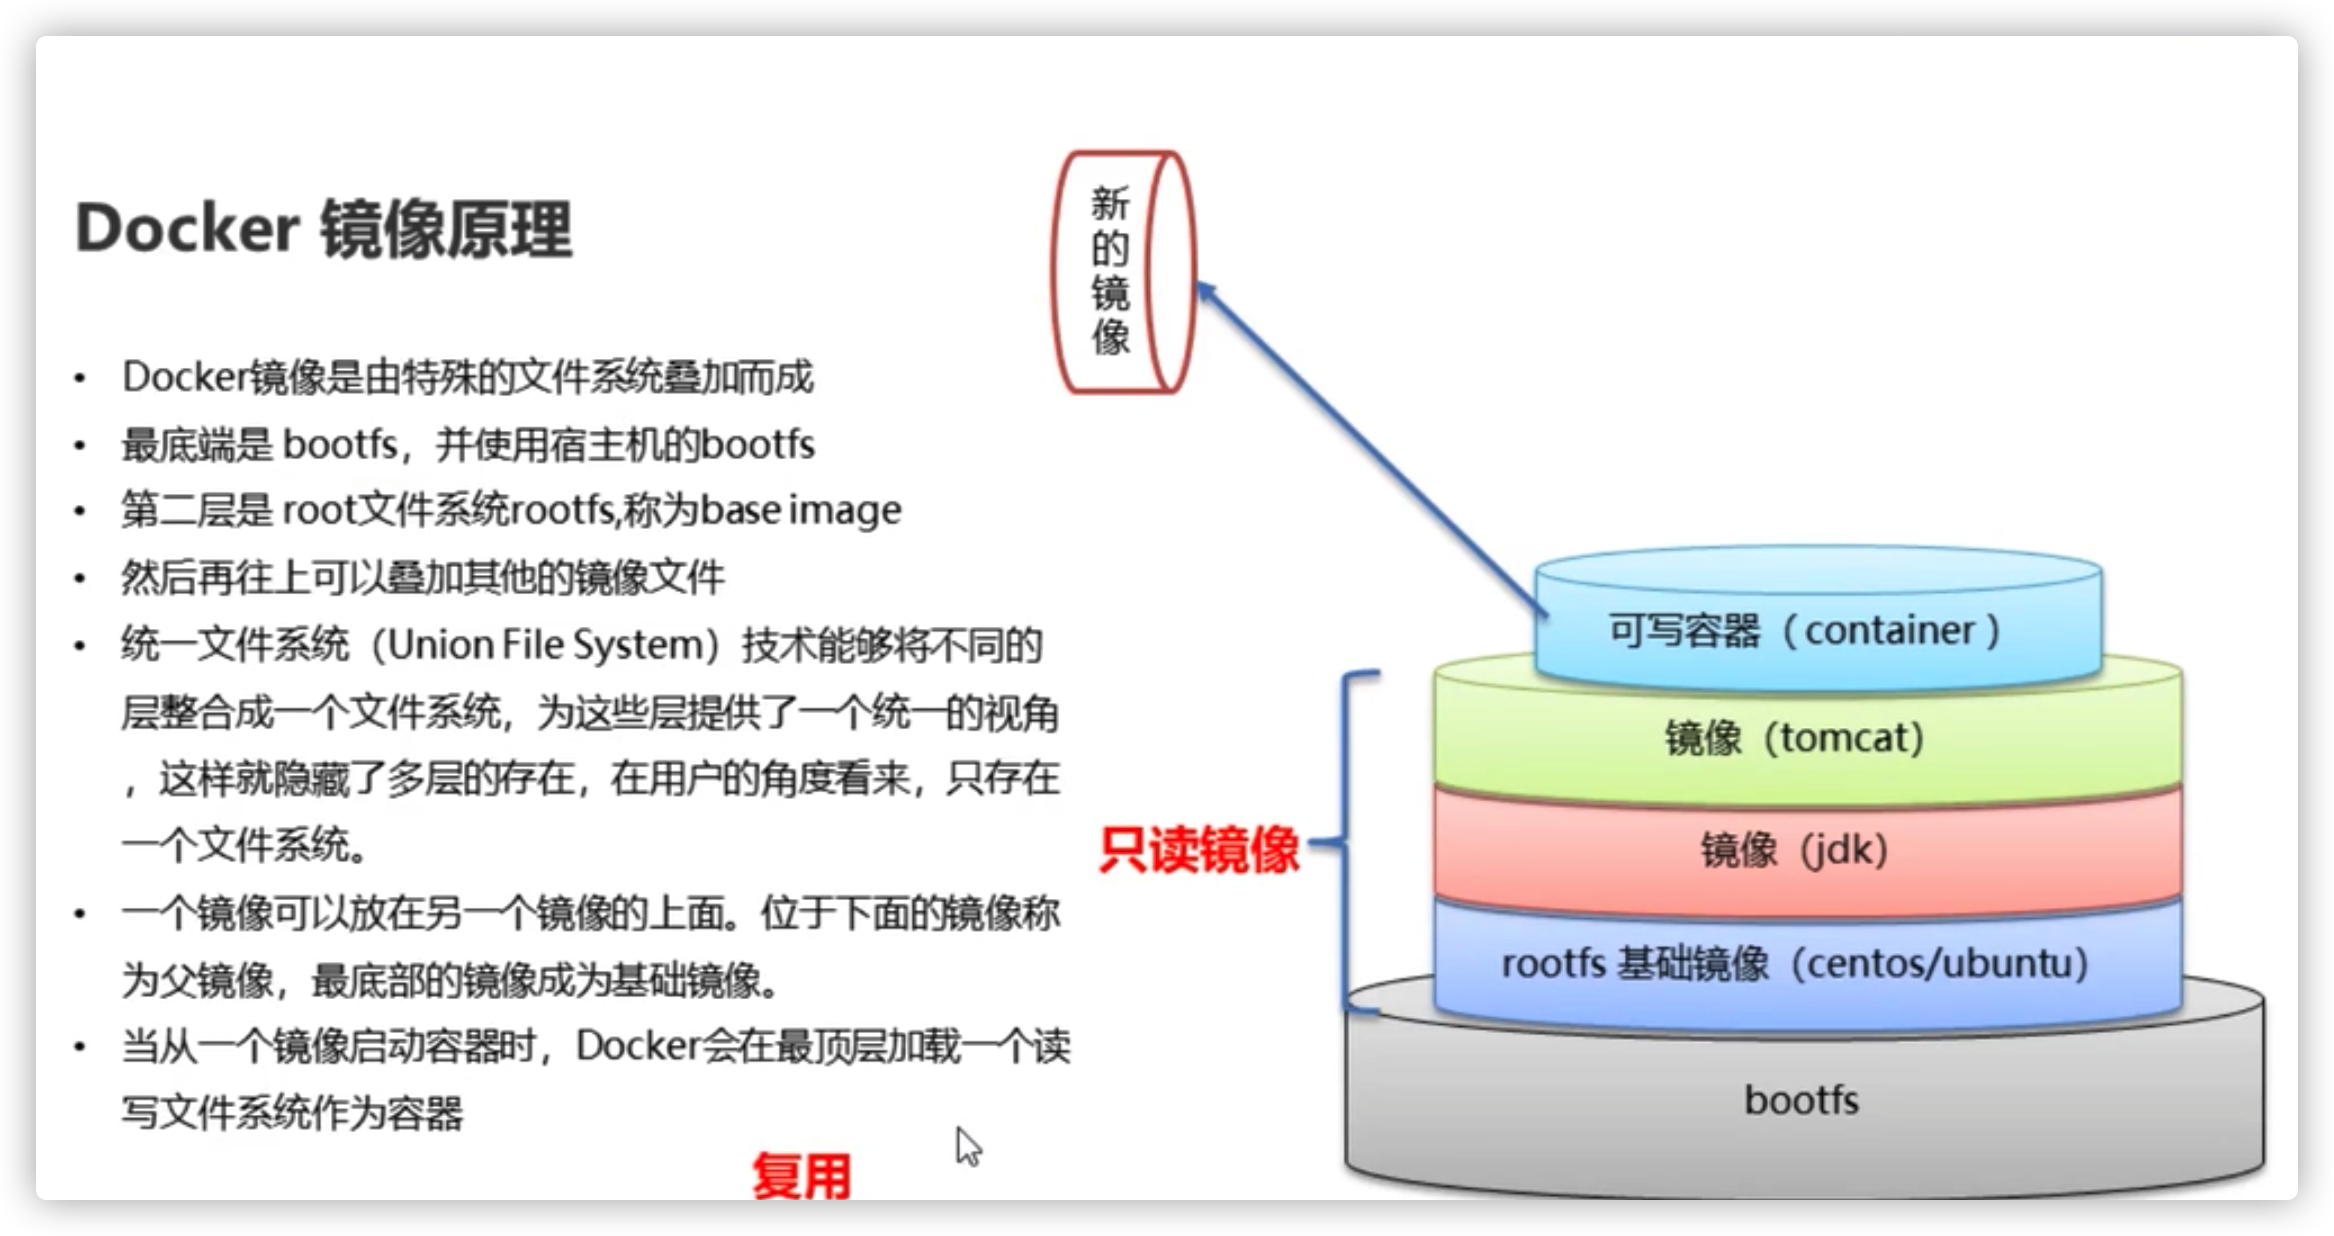 Docker 镜像原理
• Docker镜像是由特殊的文件系统叠加而成
• 最底端是 bootfs，并使用宿主机的bootfs
• 第二层是 root文件系统rootfs,称为base image
• 然后再往上可以叠加其他的镜像文件
• 统一文件系统（Union File System）技术能够将不同的
层整合成一个文件系统，为这些层提供了一个统一的视角
，这样就隐藏了多层的存在，在用户的角度看来，只存在
一个文件系统。
• 一个镜像可以放在另一个镜像的上面。位于下面的镜像称
为父镜像，最底部的镜像成为基础镜像。
• 当从一个镜像启动容器时，Docker会在最顶层加载一个读
写文件系统作为容器
复用
新的镜像
可写容器（container）
镜像（tomcat）
镜像（jdk）
rootfs 基础镜像（centos/ubuntu）
bootfs
只读镜像